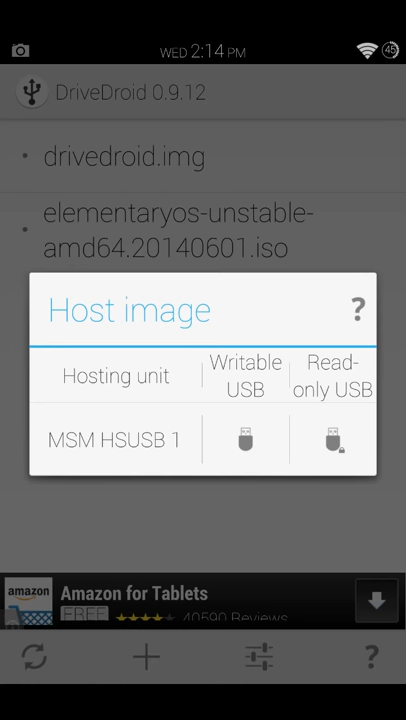 WED 2:14 PM
45
DriveDroid 0.9.12
• drivedroid.img
• elementaryos-unstable-
amd64.20140601.iso
Host image ?
Hosting unit
Writable
USB
Read-
only USB
MSM HSUSB 1
amazon
Amazon for Tablets
FREE 40590 Reviews
?